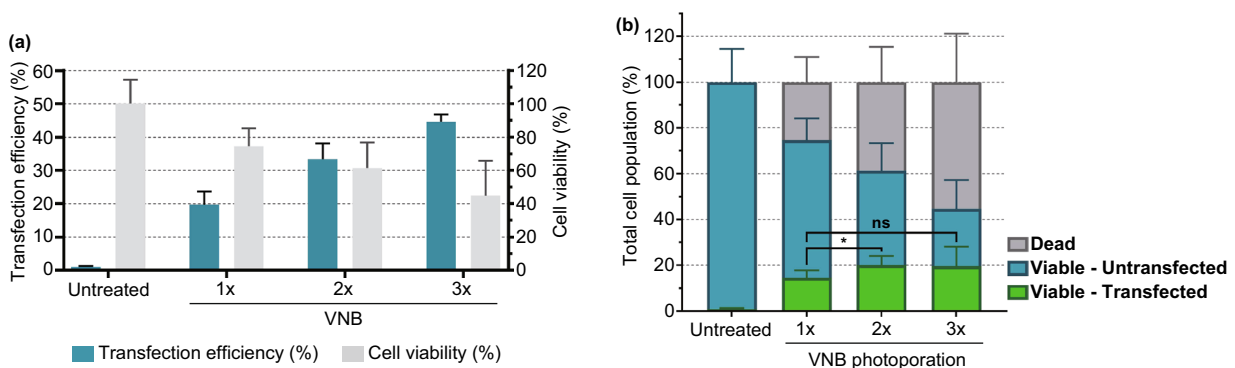 (a)
Transfection efficiency (%)
60
50
40
30
20
10
0
120
100
80
60
40
20
0
Cell viability (%)
Untreated
1x
2x
3x
VNB
Transfection efficiency (%)
Cell viability (%)
(b)
Total cell population (%)
120
100
80
60
40
20
0
ns
*
Untreated
1x
2x
3x
VNB photoporation
Dead
Viable - Untransfected
Viable - Transfected